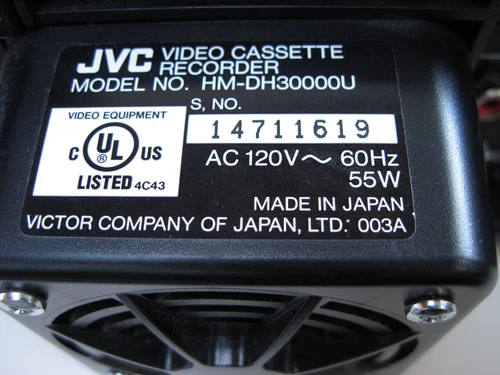 JVC VIDEO CASSETTE
RECORDER
MODEL NO. HM-DH30000U
VIDEO EQUIPMENT
C UL ® US
LISTED 4C43
S, NO.
14711619
AC 120V～ 60Hz
55W
MADE IN JAPAN
VICTOR COMPANY OF JAPAN, LTD. 003A